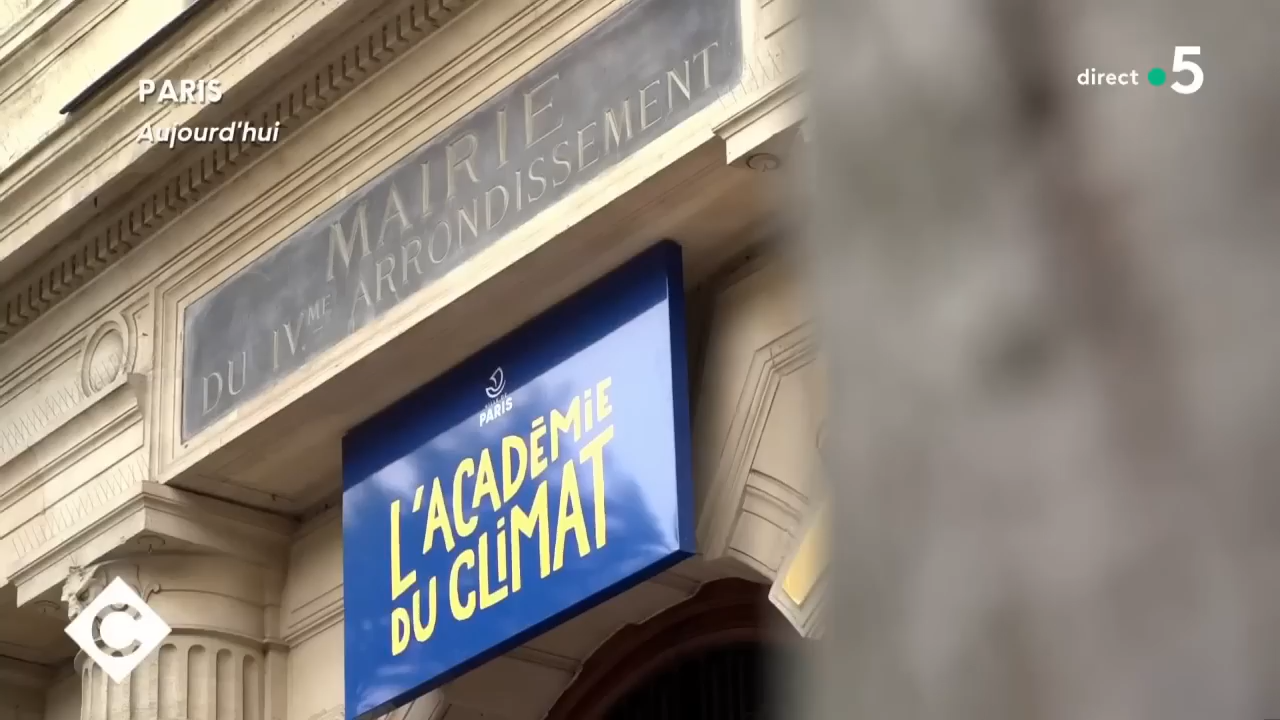 PARIS
Aujourd'hui
direct 5
MAIRIE
DU IVME ARRONDISSEMENT
PARIS
L'ACADÉMIE
DU CLIMAT
C